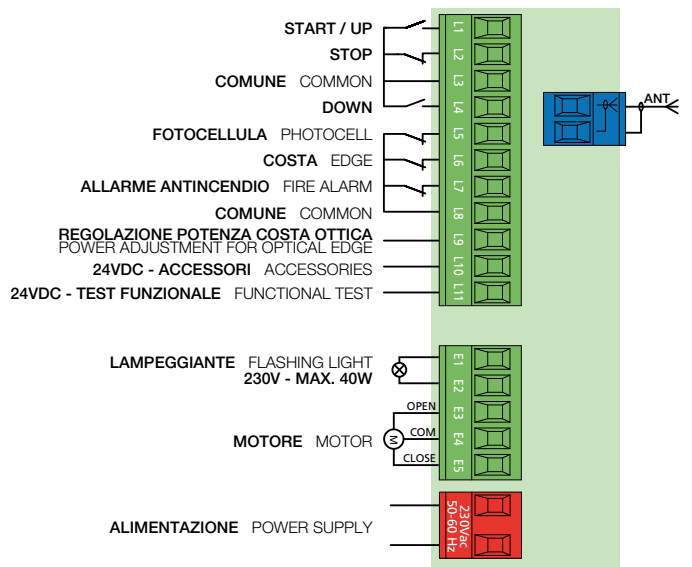 START / UP
L1
STOP
L2
COMUNE COMMON
L3
ANT
DOWN
L4
FOTOCELLULA PHOTOCELL
L5
COSTA EDGE
L6
ALLARME ANTINCENDIO FIRE ALARM
L7
COMUNE COMMON
L8
REGOLAZIONE POTENZA COSTA OTTICA
POWER ADJUSTMENT FOR OPTICAL EDGE
L9
24VDC - ACCESSORI ACCESSORIES
L10
24VDC - TEST FUNZIONALE FUNCTIONAL TEST
L11
LAMPEGGIANTE FLASHING LIGHT
230V - MAX. 40W
E1
E2
OPEN
E3
MOTORE MOTOR
M
COM
E4
CLOSE
E5
ALIMENTAZIONE POWER SUPPLY
230Vac
50-60 Hz